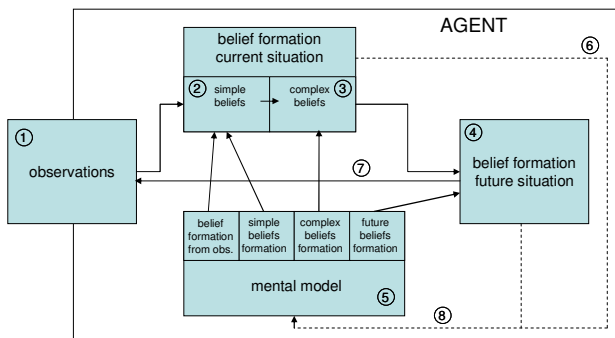 AGENT
belief formation
current situation
⑥
②
simple
beliefs
complex
beliefs
③
①
observations
④
belief formation
future situation
⑦
belief
formation
from obs.
simple
beliefs
formation
complex
beliefs
formation
future
beliefs
formation
mental model
⑤
⑧